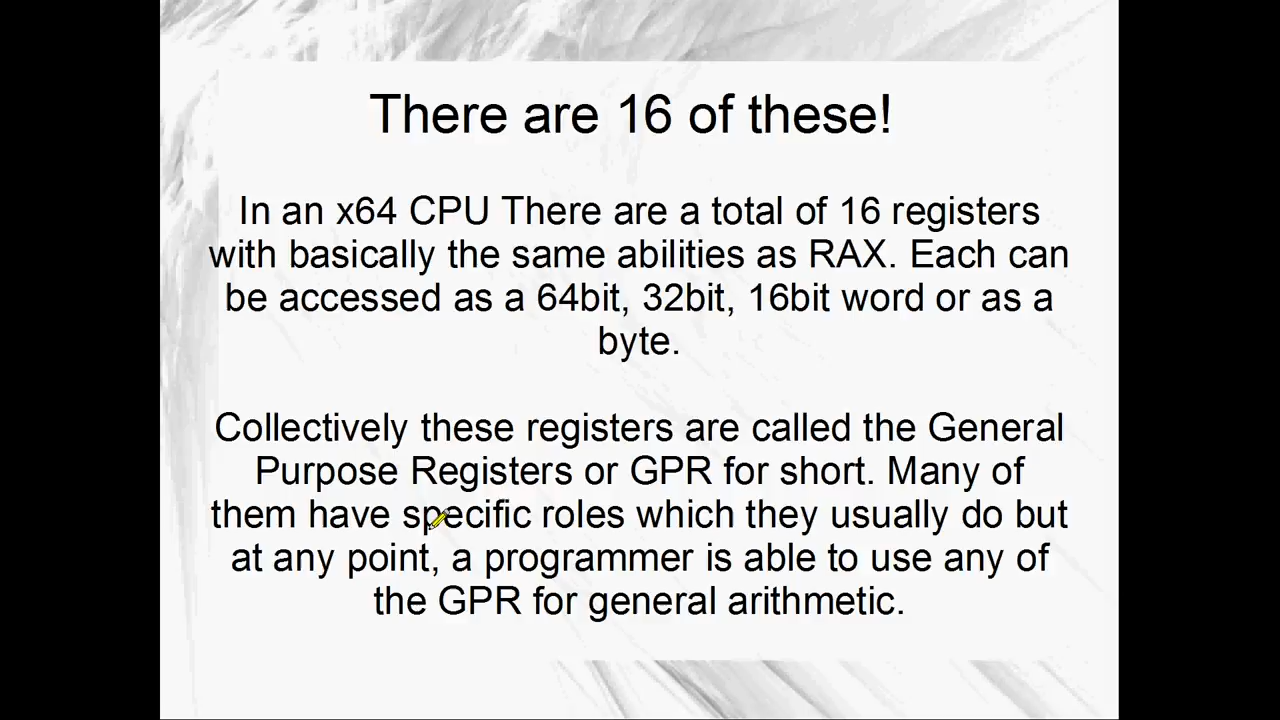 There are 16 of these!
In an x64 CPU There are a total of 16 registers
with basically the same abilities as RAX. Each can
be accessed as a 64bit, 32bit, 16bit word or as a
byte.
Collectively these registers are called the General
Purpose Registers or GPR for short. Many of
them have specific roles which they usually do but
at any point, a programmer is able to use any of
the GPR for general arithmetic.